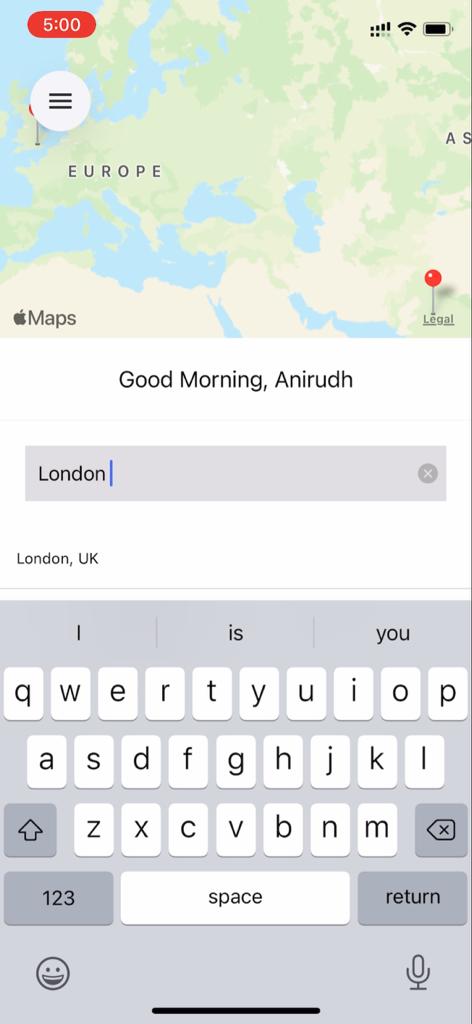 5:00
AS
EUROPE
Maps
Legal
Good Morning, Anirudh
London
London, UK
I is you
q w e r t y u i o p
a s d f g h j k l
z x c v b n m
123 space return